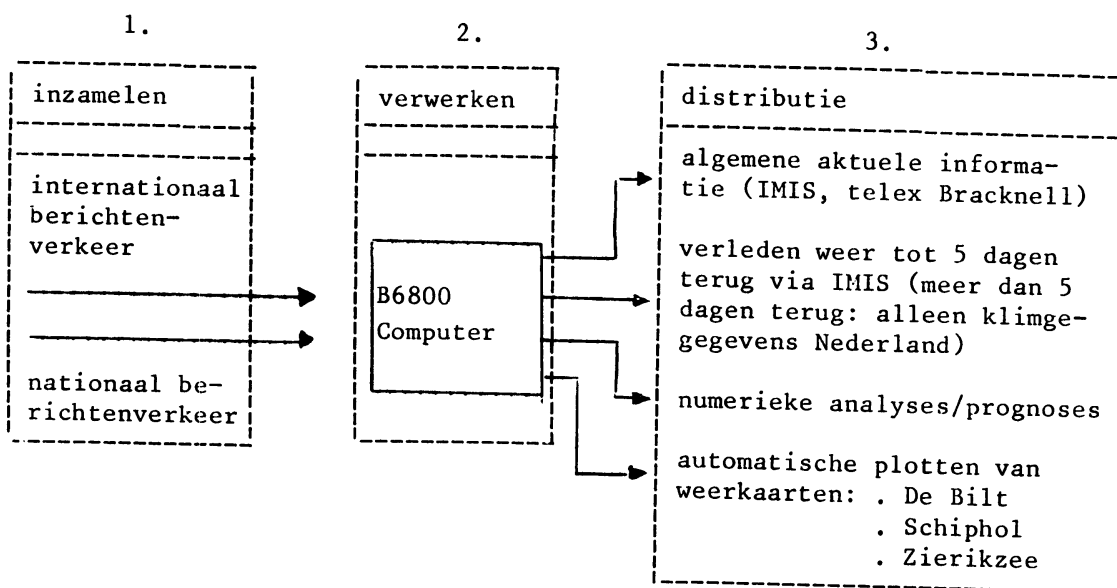 1.
2.
3.
inzamelen
internationaal
berichten-
verkeer
nationaal be-
richtenverkeer
verwerken
B6800
Computer
distributie
algemene aktuele informa-
tie (IMIS, telex Bracknell)
verleden weer tot 5 dagen
terug via IMIS (meer dan 5
dagen terug: alleen klimge-
gegevens Nederland)
numerieke analyses/prognoses
automatische plotten van
weerkaarten: . De Bilt
. Schiphol
. Zierikzee